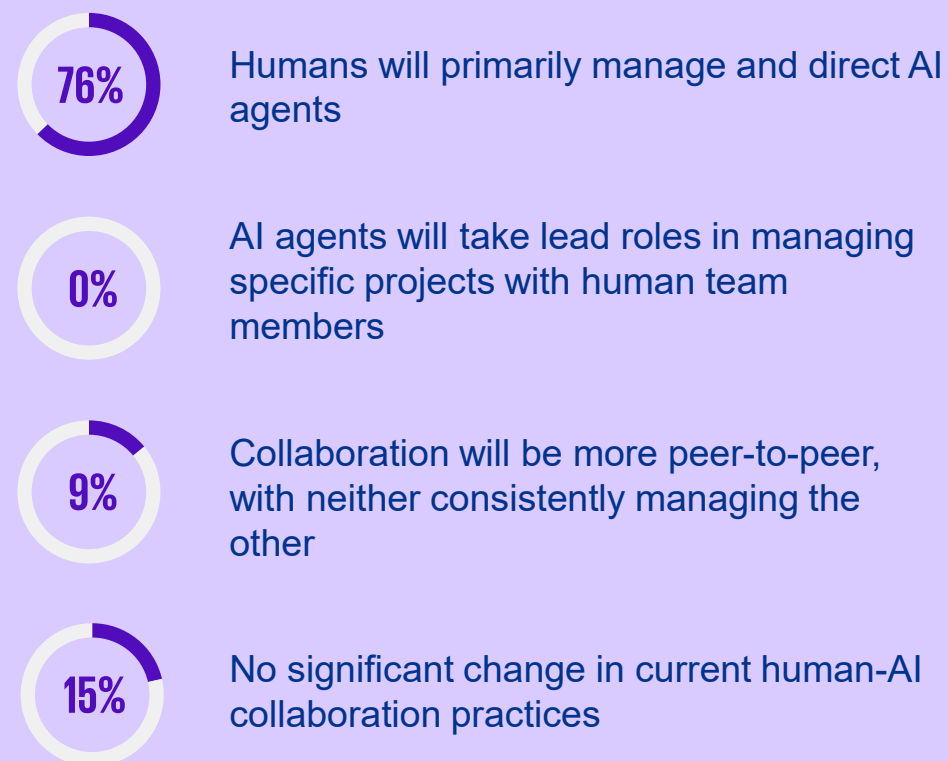 76%
Humans will primarily manage and direct AI
agents
0%
AI agents will take lead roles in managing
specific projects with human team
members
9%
Collaboration will be more peer-to-peer,
with neither consistently managing the
other
15%
No significant change in current human-AI
collaboration practices